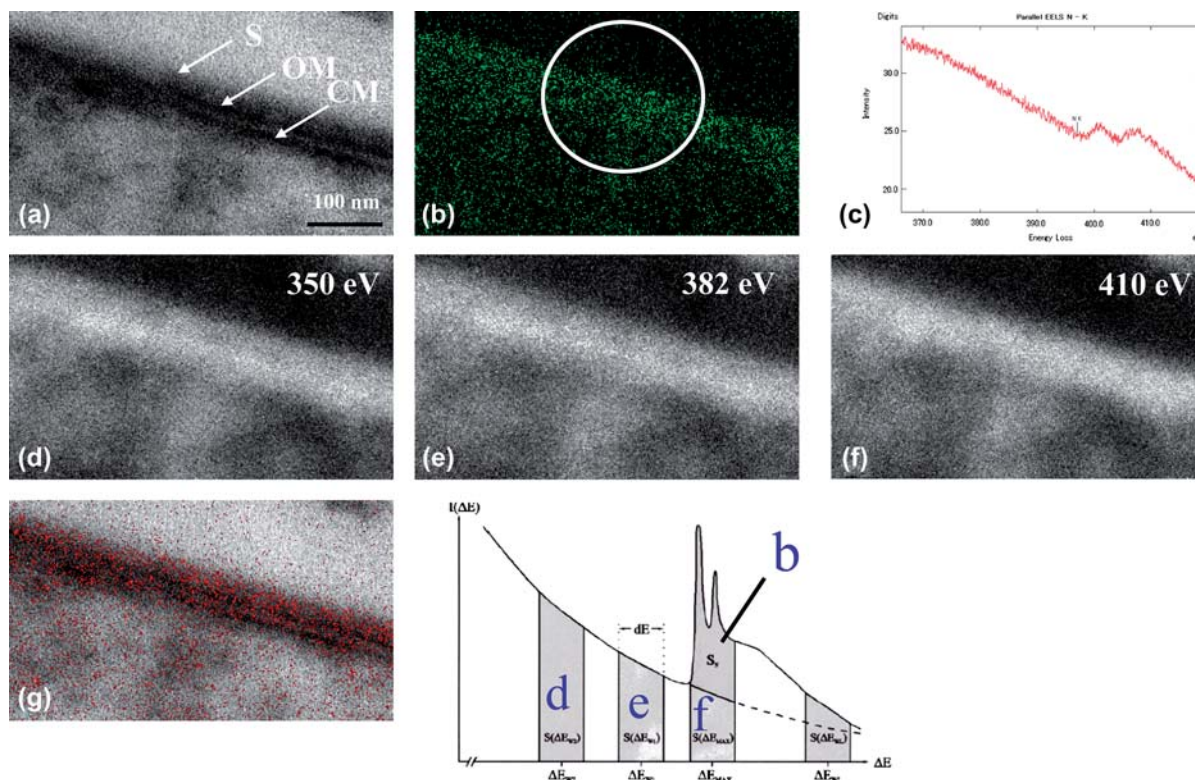 S
OM
CM
100 nm
(a)
(b)
Digits
Parallel EELS N - K
30.0
25.0
20.0
Intensity
N K
370.0 380.0 390.0 400.0 410.0
Energy Loss
(c)
350 eV
(d)
382 eV
(e)
410 eV
(f)
(g)
I(ΔE)
b
dE
d
e
f
ΔE